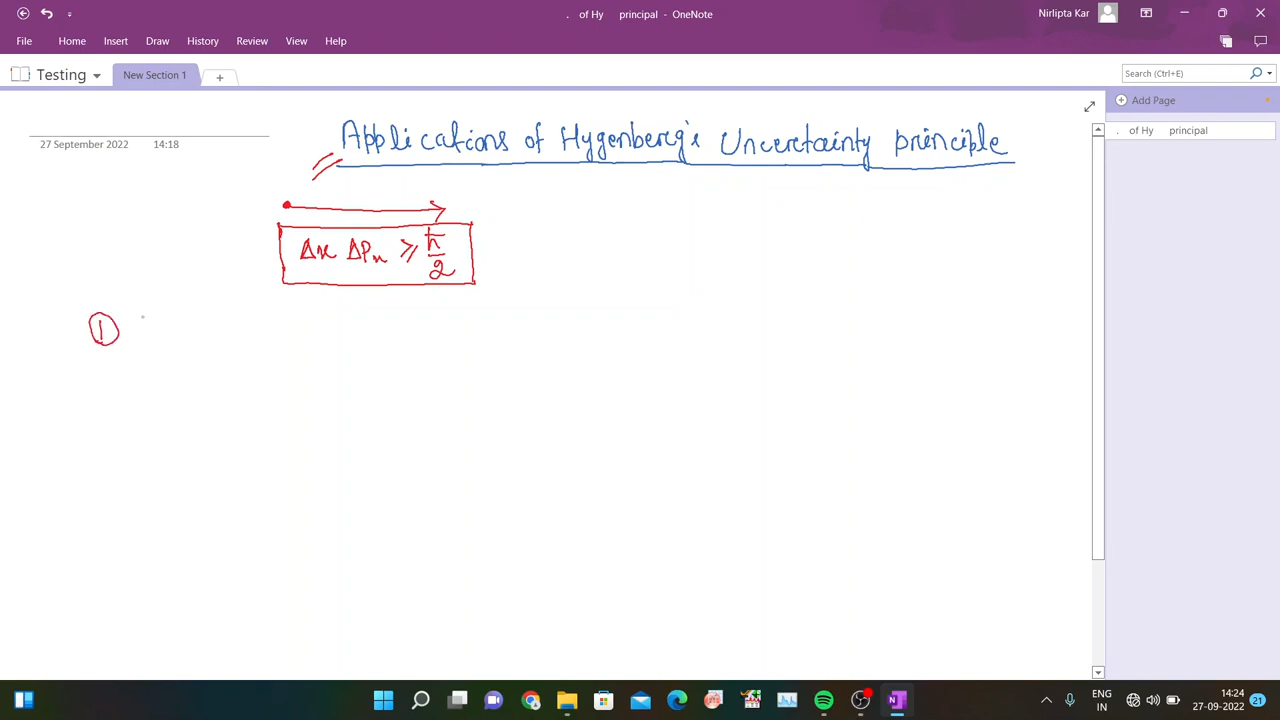 . of Hy principal - OneNote
Nirlipta Kar
File Home Insert Draw History Review View Help
Testing New Section 1
Search (Ctrl+E)
Add Page
. of Hy principal
27 September 2022 14:18
Applications of Hygenberg's Uncertainty principle
Δx ΔPx ≥ ħ/2
①
ENG
IN
14:24
27-09-2022
21